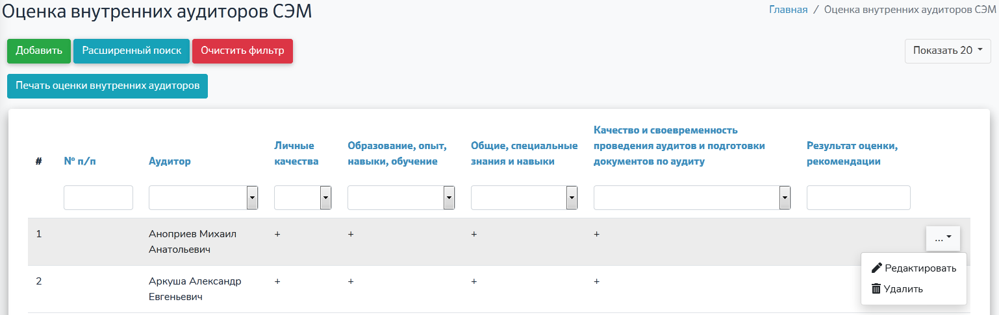 Оценка внутренних аудиторов СЭМ
Главная / Оценка внутренних аудиторов СЭМ
Добавить
Расширенный поиск
Очистить фильтр
Показать 20
Печать оценки внутренних аудиторов
#
№ п/п
Аудитор
Личные
качества
Образование, опыт,
навыки, обучение
Общие, специальные
знания и навыки
Качество и своевременность
проведения аудитов и подготовки
документов по аудиту
Результат оценки,
рекомендации
1
Аноприев Михаил
Анатольевич
+
+
+
+
...
Редактировать
Удалить
2
Аркуша Александр
Евгеньевич
+
+
+
+